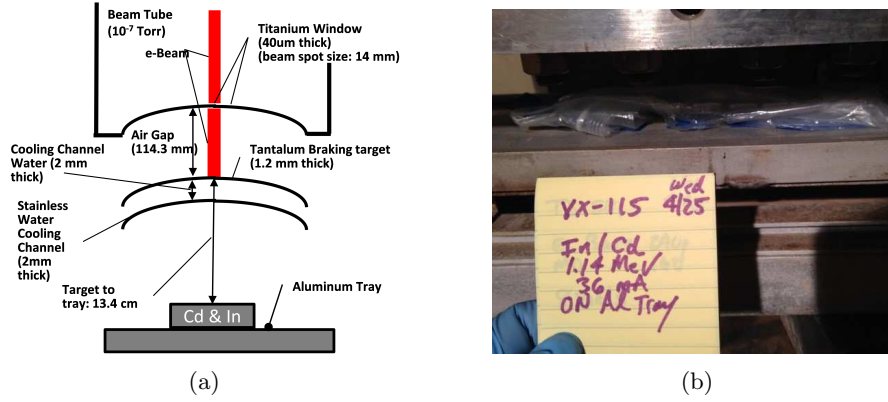 Beam Tube
(10⁻⁷ Torr)
e-Beam
Titanium Window
(40um thick)
(beam spot size: 14 mm)
Air Gap
(114.3 mm)
Cooling Channel
Water (2 mm
thick)
Tantalum Braking target
(1.2 mm thick)
Stainless
Water
Cooling
Channel
(2mm
thick)
Target to
tray: 13.4 cm
Aluminum Tray
Cd & In
(a)
Wed
YX-115 4/25
In/Cd
1.14 MeV
36 mA
ON AL Tray
(b)